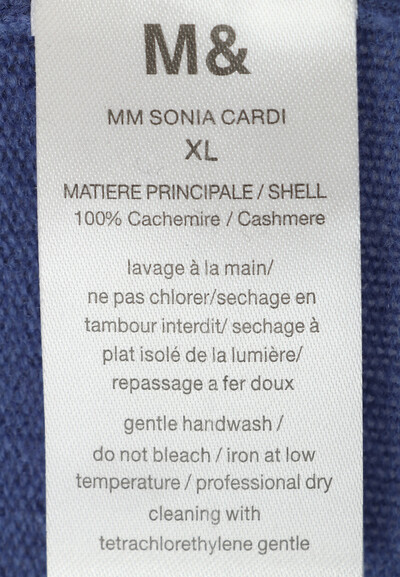 M&
MM SONIA CARDI
XL
MATIERE PRINCIPALE / SHELL
100% Cachemire / Cashmere
lavage à la main/
ne pas chlorer/sechage en
tambour interdit/ sechage à
plat isolé de la lumière/
repassage a fer doux
gentle handwash /
do not bleach / iron at low
temperature / professional dry
cleaning with
tetrachlorethylene gentle